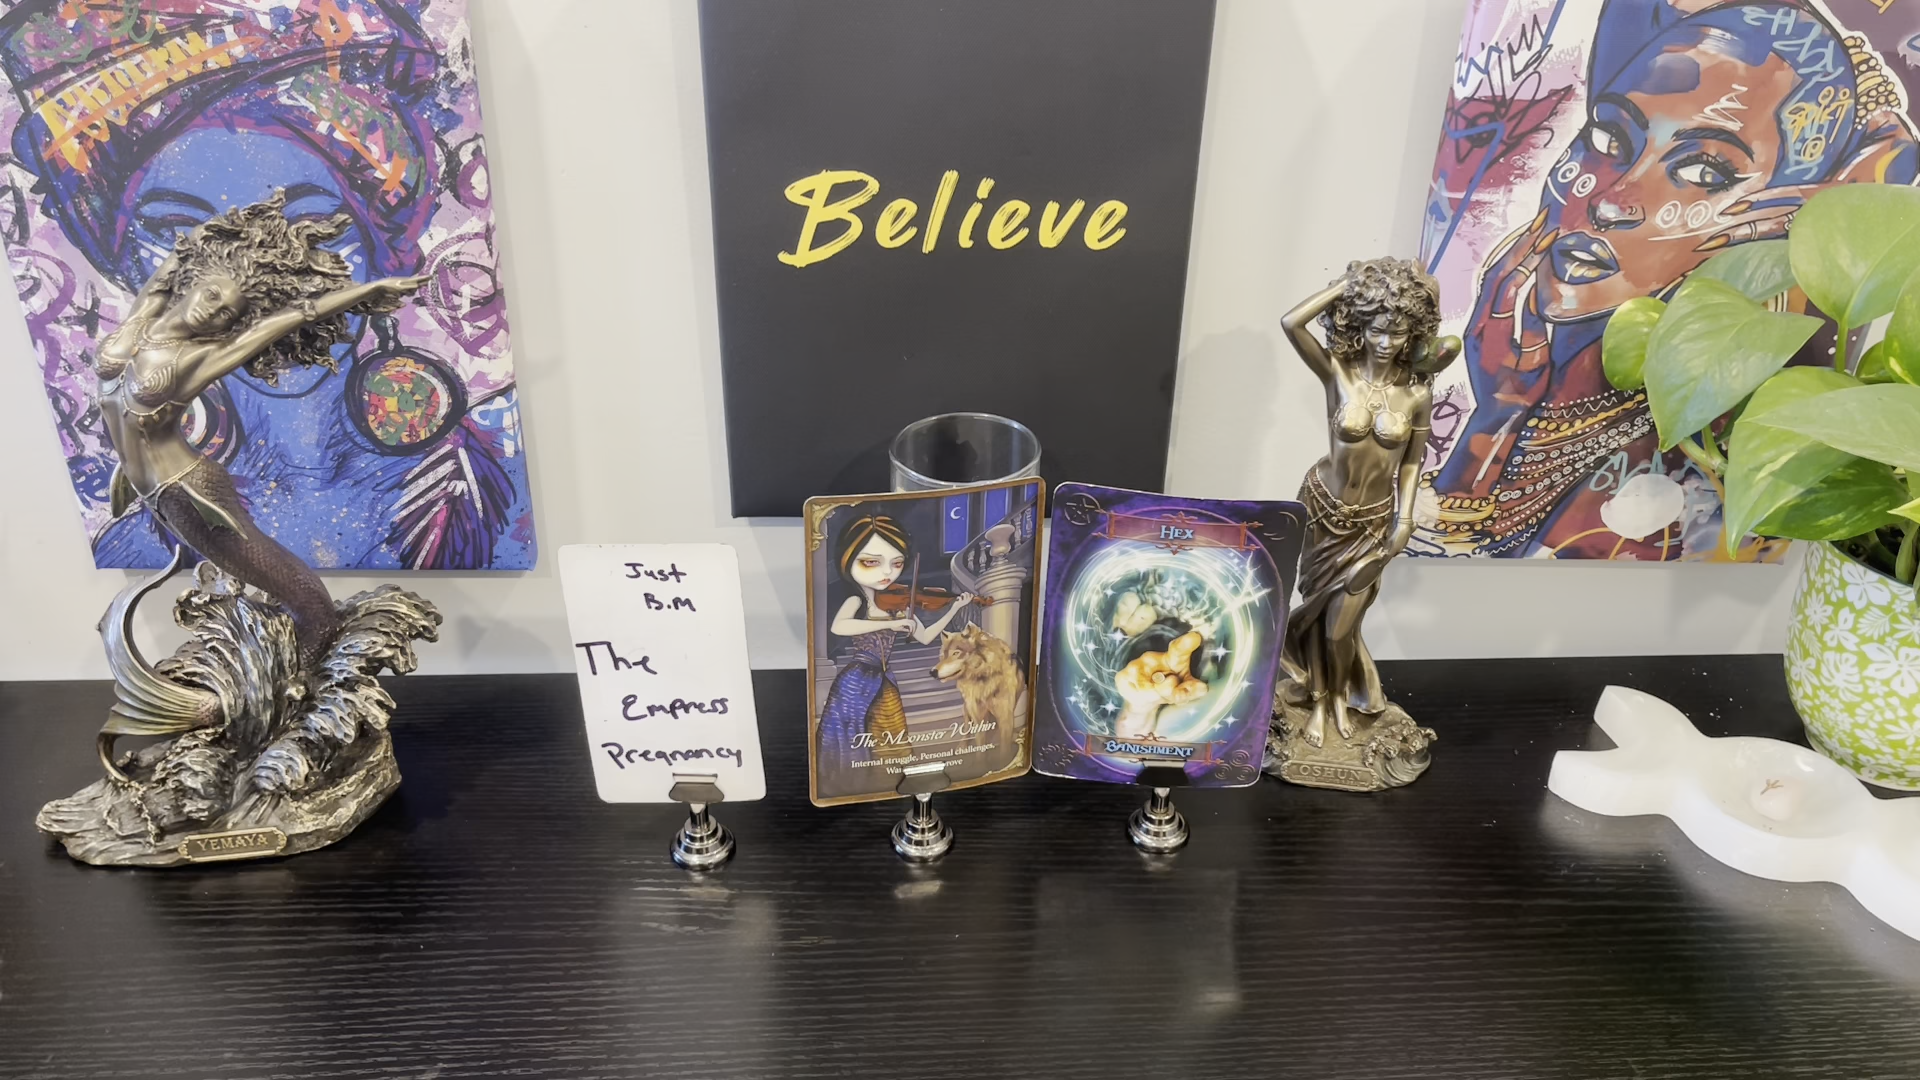 Believe
Just
B.M
The
Empress
Pregnancy
The Monster Within
Internal struggle, Personal challenges,
HEX
BANISHMENT
YEMAYA
OSHUN